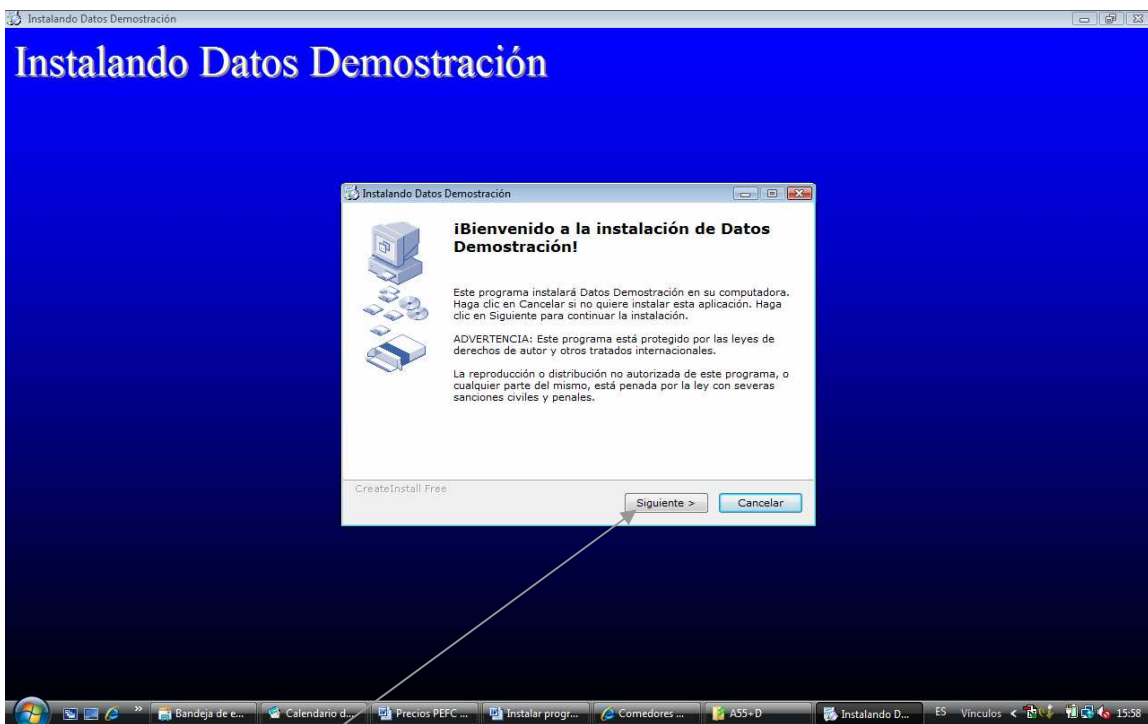 Instalando Datos Demostración
Instalando Datos Demostración
Instalando Datos Demostración
¡Bienvenido a la instalación de Datos
Demostración!
Este programa instalará Datos Demostración en su computadora.
Haga clic en Cancelar si no quiere instalar esta aplicación. Haga
clic en Siguiente para continuar la instalación.
ADVERTENCIA: Este programa está protegido por las leyes de
derechos de autor y otros tratados internacionales.
La reproducción o distribución no autorizada de este programa, o
cualquier parte del mismo, está penada por la ley con severas
sanciones civiles y penales.
CreateInstall Free
Siguiente > Cancelar
» Bandeja de e... Calendario d... Precios PEFC ... Instalar progr... Comedores ... A55+D Instalando D... ES Vínculos < 15:58